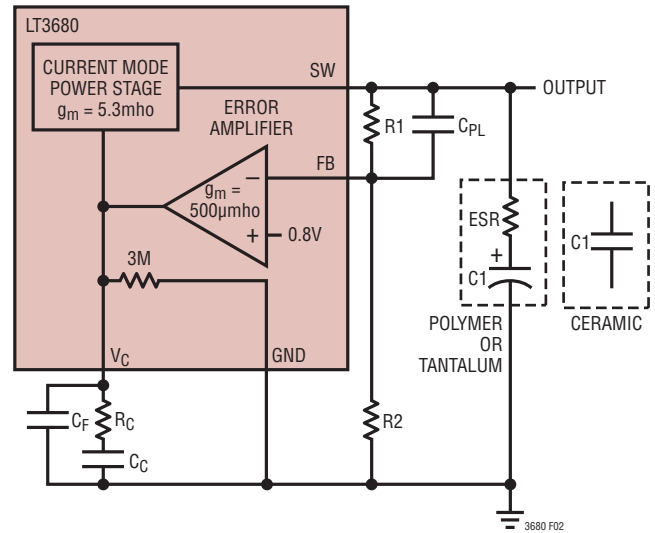 LT3680
CURRENT MODE
POWER STAGE
gm = 5.3mho
SW
OUTPUT
ERROR
AMPLIFIER
R1
CPL
FB
–
gm =
500µmho
+
0.8V
ESR
+
C1
C1
3M
POLYMER
OR
TANTALUM
CERAMIC
VC
GND
CF
RC
R2
CC
3680 F02